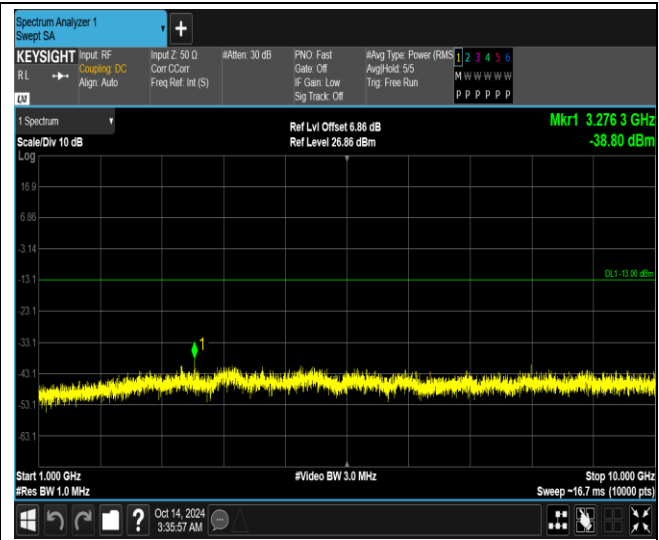 Spectrum Analyzer 1
Swept SA
+
KEYSIGHT Input: RF Input Z: 50 Ω #Atten: 30 dB PNO: Fast #Avg Type: Power (RMS 1 2 3 4 5 6
RL Coupling: DC Corr CCorr Gate: Off Avg|Hold: 5/5 M W W W W W
Align: Auto Freq Ref: Int (S) IF Gain: Low Trig: Free Run
Sig Track: Off P P P P P P
LXI
1 Spectrum Ref Lvl Offset 6.86 dB Mkr1 3.276 3 GHz
Scale/Div 10 dB Ref Level 26.86 dBm -38.80 dBm
Log
16.9
6.86
-3.14
DL1 -13.00 dBm
-13.1
-23.1
-33.1
1
-43.1
-53.1
-63.1
Start 1.000 GHz #Video BW 3.0 MHz Stop 10.000 GHz
#Res BW 1.0 MHz Sweep ~16.7 ms (10000 pts)
? Oct 14, 2024
3:35:57 AM